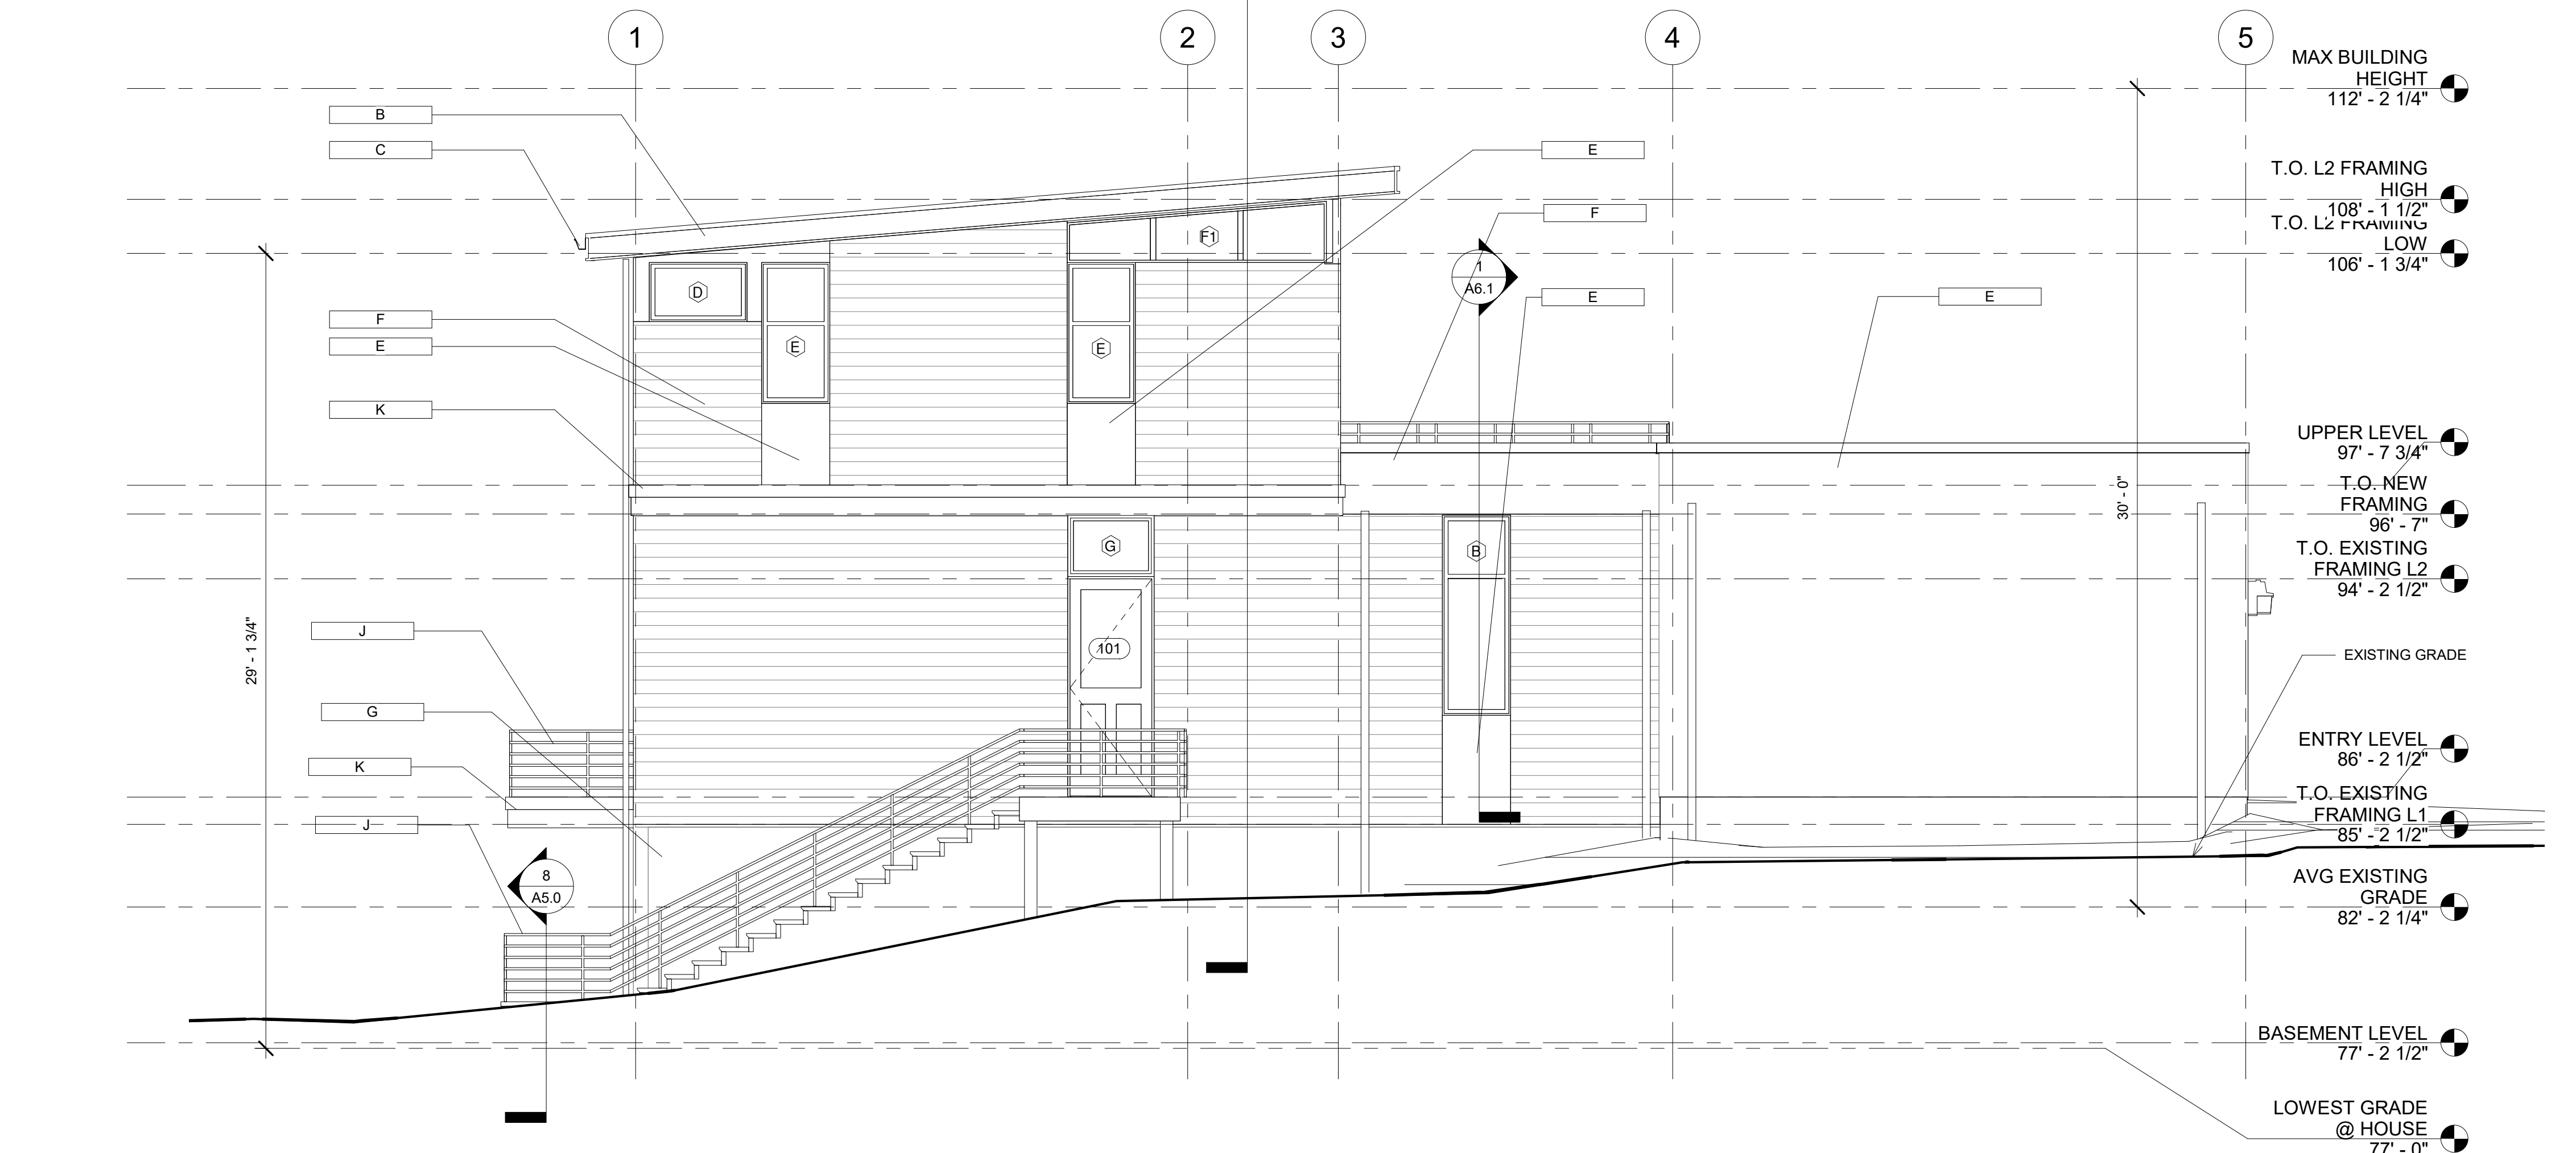 1
2
3
4
5
MAX BUILDING
HEIGHT
112' - 2 1/4"
B
C
E
T.O. L2 FRAMING
HIGH
108' - 1 1/2"
F
T.O. L2 FRAMING
LOW
106' - 1 3/4"
F1
1
A6.1
D
E
E
F
E
E
E
K
UPPER LEVEL
97' - 7 3/4"
T.O. NEW
FRAMING
96' - 7"
30' - 0"
G
B
T.O. EXISTING
FRAMING L2
94' - 2 1/2"
J
29' - 1 3/4"
101
EXISTING GRADE
G
ENTRY LEVEL
86' - 2 1/2"
K
T.O. EXISTING
FRAMING L1
85' - 2 1/2"
J
8
A5.0
AVG EXISTING
GRADE
82' - 2 1/4"
BASEMENT LEVEL
77' - 2 1/2"
LOWEST GRADE
@ HOUSE
77' - 0"